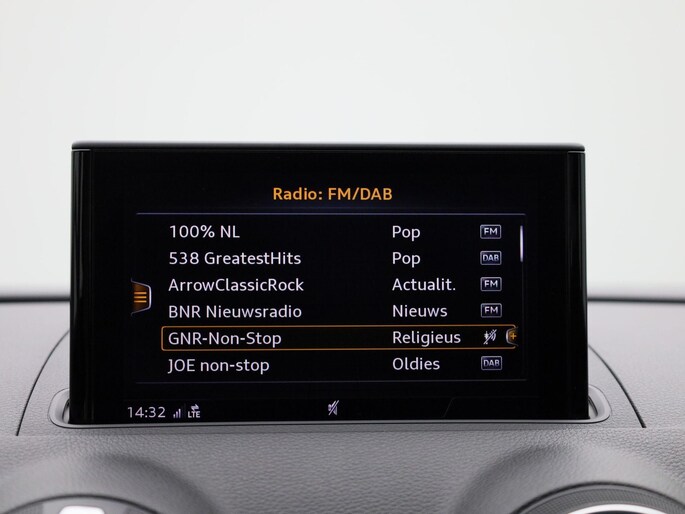 Radio: FM/DAB
100% NL Pop FM
538 GreatestHits Pop DAB
ArrowClassicRock Actualit. FM
BNR Nieuwsradio Nieuws FM
GNR-Non-Stop Religieus
JOE non-stop Oldies DAB
14:32 LTE